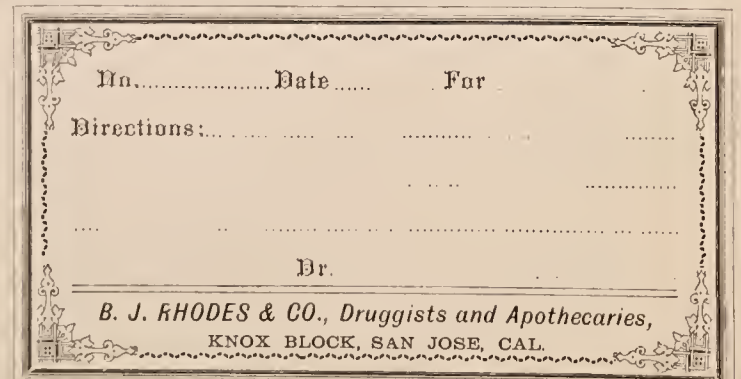 No. Date For
Directions:
Dr.
B. J. RHODES & CO., Druggists and Apothecaries,
KNOX BLOCK, SAN JOSE, CAL.